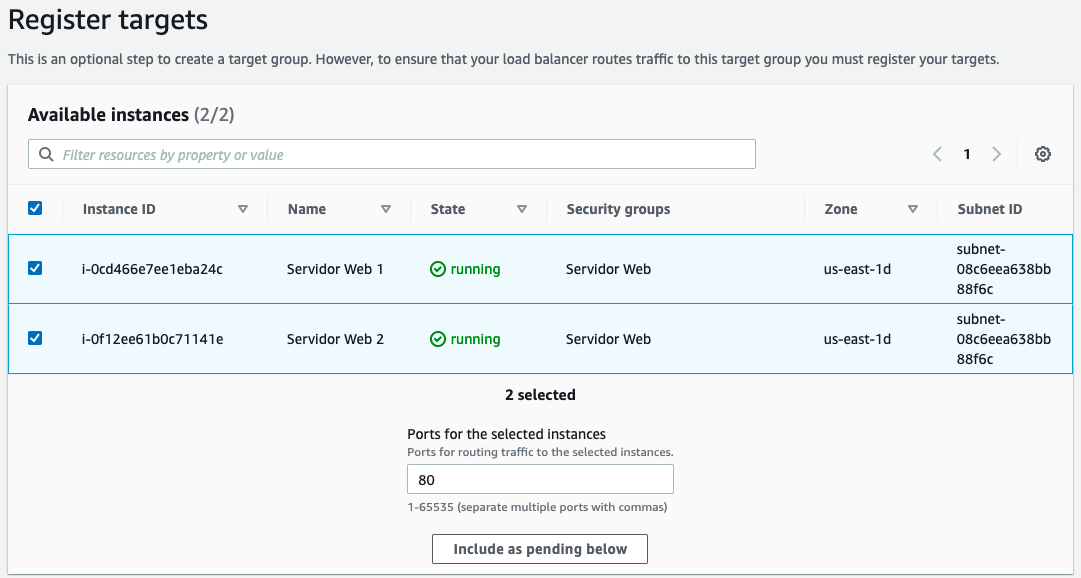 Register targets
This is an optional step to create a target group. However, to ensure that your load balancer routes traffic to this target group you must register your targets.
Available instances (2/2)
Filter resources by property or value
1
Instance ID Name State Security groups Zone Subnet ID
i-0cd466e7ee1eba24c Servidor Web 1 running Servidor Web us-east-1d subnet-
08c6eea638bb
88f6c
i-0f12ee61b0c71141e Servidor Web 2 running Servidor Web us-east-1d subnet-
08c6eea638bb
88f6c
2 selected
Ports for the selected instances
Ports for routing traffic to the selected instances.
80
1-65535 (separate multiple ports with commas)
Include as pending below